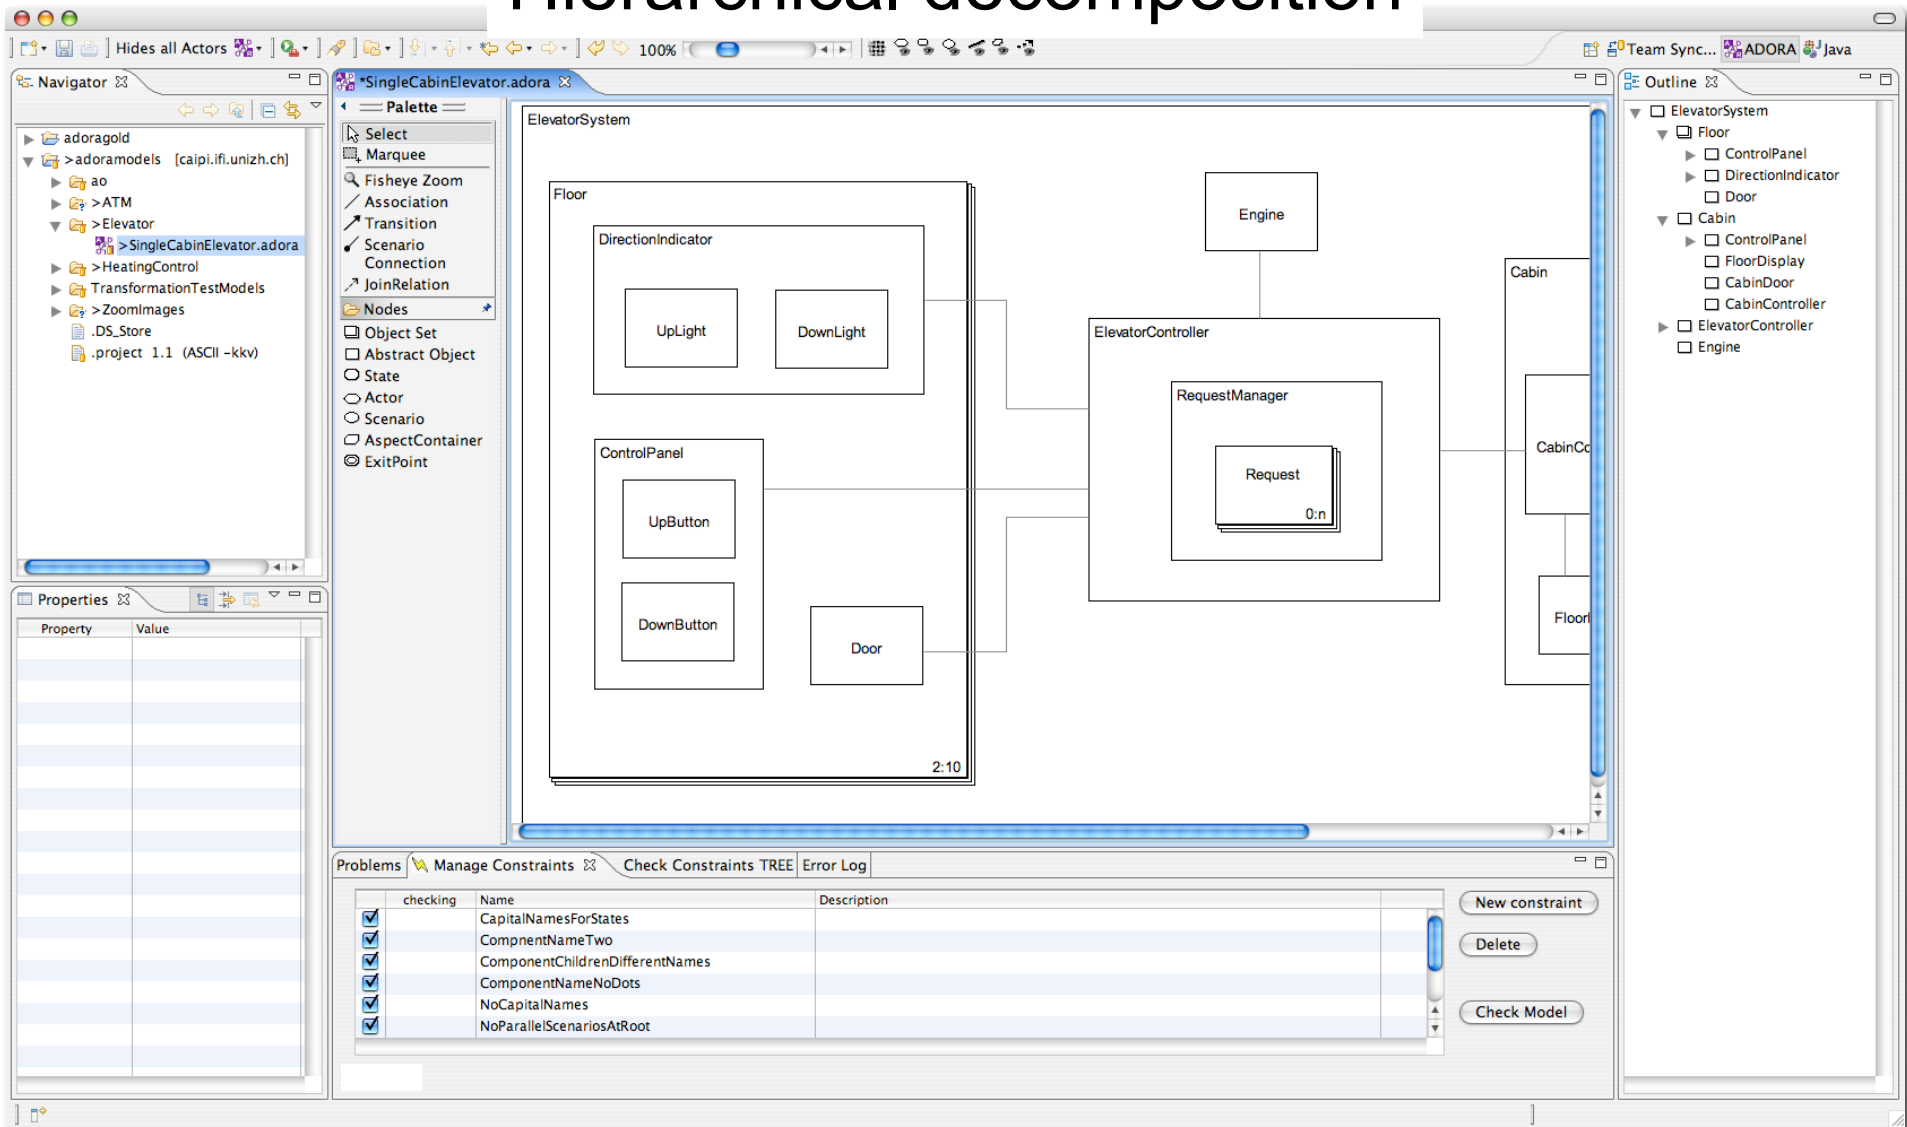 Hierarchical decomposition
Hides all Actors
100%
Team Sync... ADORA Java
Navigator
adoragold
>adoramodels [caipi.ifi.unizh.ch]
ao
>ATM
>Elevator
>SingleCabinElevator.adora
>HeatingControl
TransformationTestModels
>ZoomImages
.DS_Store
.project 1.1 (ASCII -kkv)
Properties
Property Value
*SingleCabinElevator.adora
Palette
Select
Marquee
Fisheye Zoom
Association
Transition
Scenario
Connection
JoinRelation
Nodes
Object Set
Abstract Object
State
Actor
Scenario
AspectContainer
ExitPoint
ElevatorSystem
Floor
DirectionIndicator
UpLight
DownLight
ControlPanel
UpButton
DownButton
Door
2:10
Engine
ElevatorController
RequestManager
Request
0:n
Cabin
CabinCo
Floor
Outline
ElevatorSystem
Floor
ControlPanel
DirectionIndicator
Door
Cabin
ControlPanel
FloorDisplay
CabinDoor
CabinController
ElevatorController
Engine
Problems Manage Constraints Check Constraints TREE Error Log
checking Name Description
CapitalNamesForStates
CompnentNameTwo
ComponentChildrenDifferentNames
ComponentNameNoDots
NoCapitalNames
NoParallelScenariosAtRoot
New constraint
Delete
Check Model